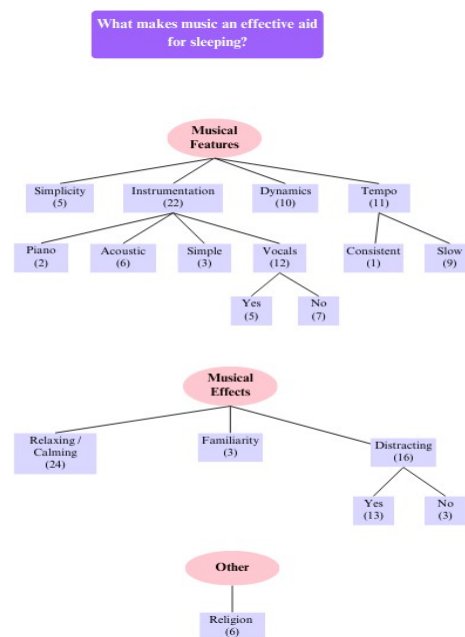 What makes music an effective aid
for sleeping?
Musical
Features
Simplicity
(5)
Instrumentation
(22)
Dynamics
(10)
Tempo
(11)
Piano
(2)
Acoustic
(6)
Simple
(3)
Vocals
(12)
Consistent
(1)
Slow
(9)
Yes
(5)
No
(7)
Musical
Effects
Relaxing /
Calming
(24)
Familiarity
(3)
Distracting
(16)
Yes
(13)
No
(3)
Other
Religion
(6)